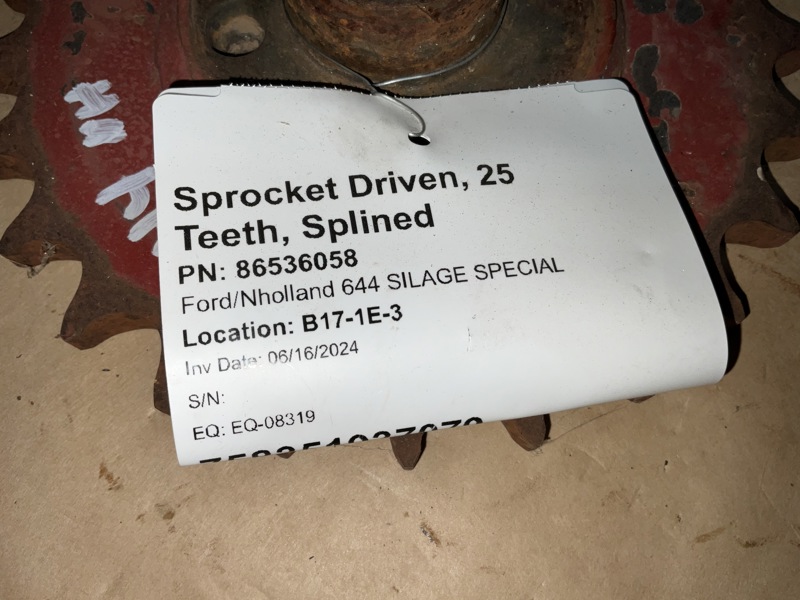 Sprocket Driven, 25
Teeth, Splined
PN: 86536058
Ford/Nholland 644 SILAGE SPECIAL
Location: B17-1E-3
Inv Date: 06/16/2024
S/N:
EQ: EQ-08319